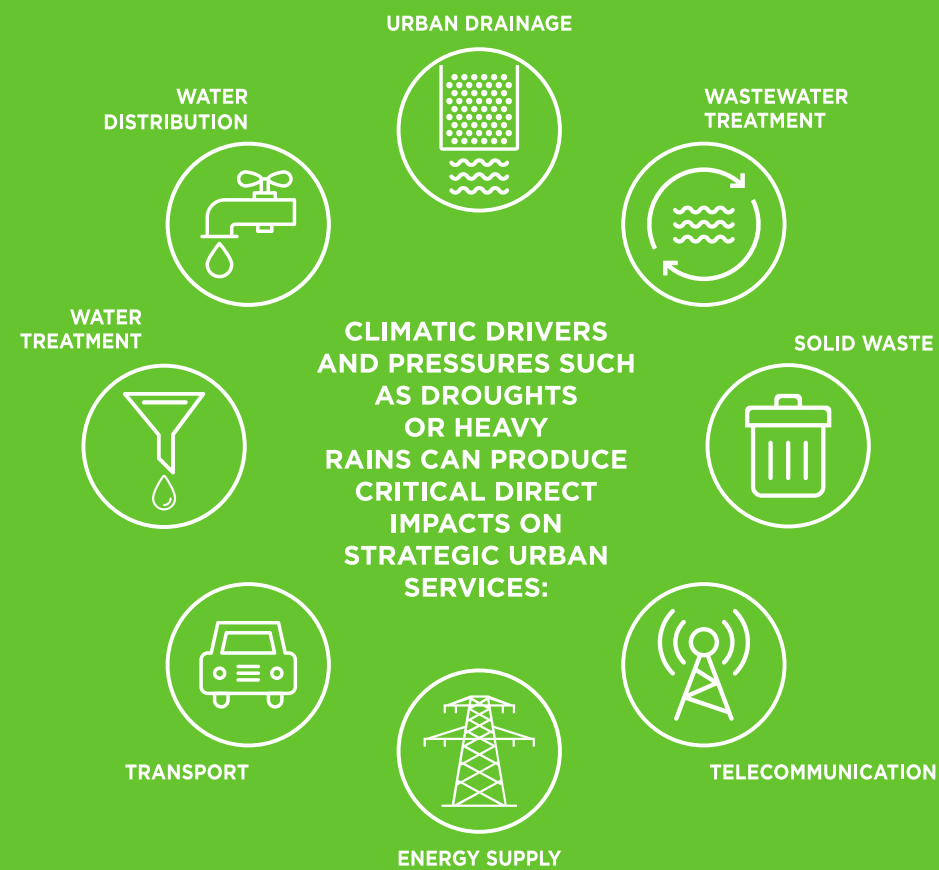 URBAN DRAINAGE
WATER
DISTRIBUTION
WASTEWATER
TREATMENT
WATER
TREATMENT
SOLID WASTE
CLIMATIC DRIVERS
AND PRESSURES SUCH
AS DROUGHTS
OR HEAVY
RAINS CAN PRODUCE
CRITICAL DIRECT
IMPACTS ON
STRATEGIC URBAN
SERVICES:
TRANSPORT
TELECOMMUNICATION
ENERGY SUPPLY